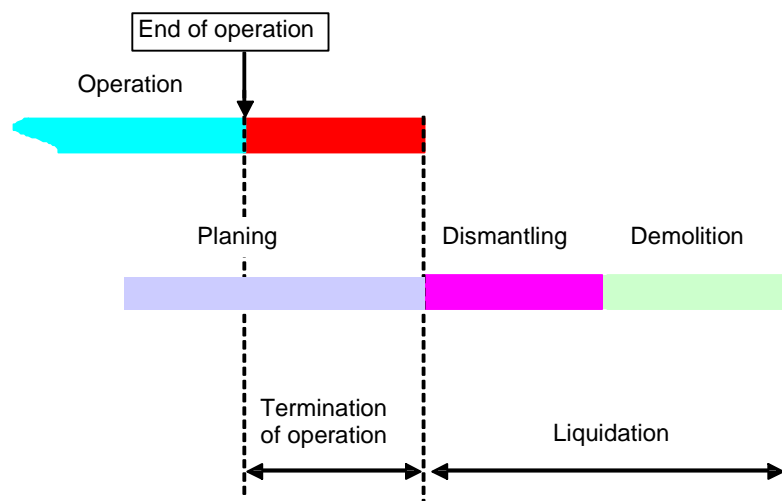 End of operation
Operation
Planing
Dismantling
Demolition
Termination
of operation
Liquidation